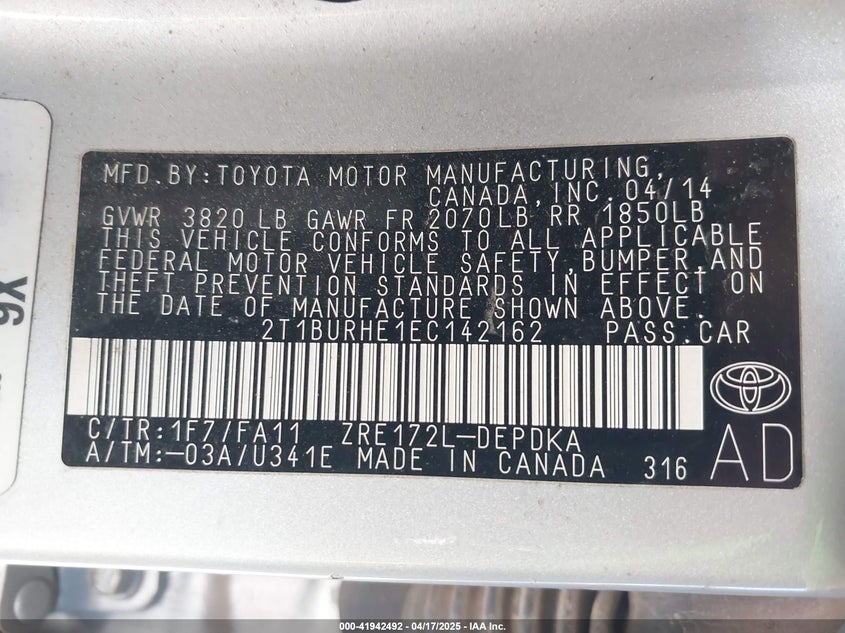 MFD.BY:TOYOTA MOTOR MANUFACTURING,
CANADA,INC.04/14
GVWR 3820 LB GAWR FR 2070LB RR 1850LB
THIS VEHICLE CONFORMS TO ALL APPLICABLE
FEDERAL MOTOR VEHICLE SAFETY,BUMPER AND
THEFT PREVENTION STANDARDS IN EFFECT ON
THE DATE OF MANUFACTURE SHOWN ABOVE.
2T1BURHE1EC142162 PASS.CAR
C/TR:1F7/FA11 ZRE172L-DEPDKA
A/TM:-03A/U341E MADE IN CANADA 316
AD
000-41942492 - 04/17/2025 - IAA Inc.